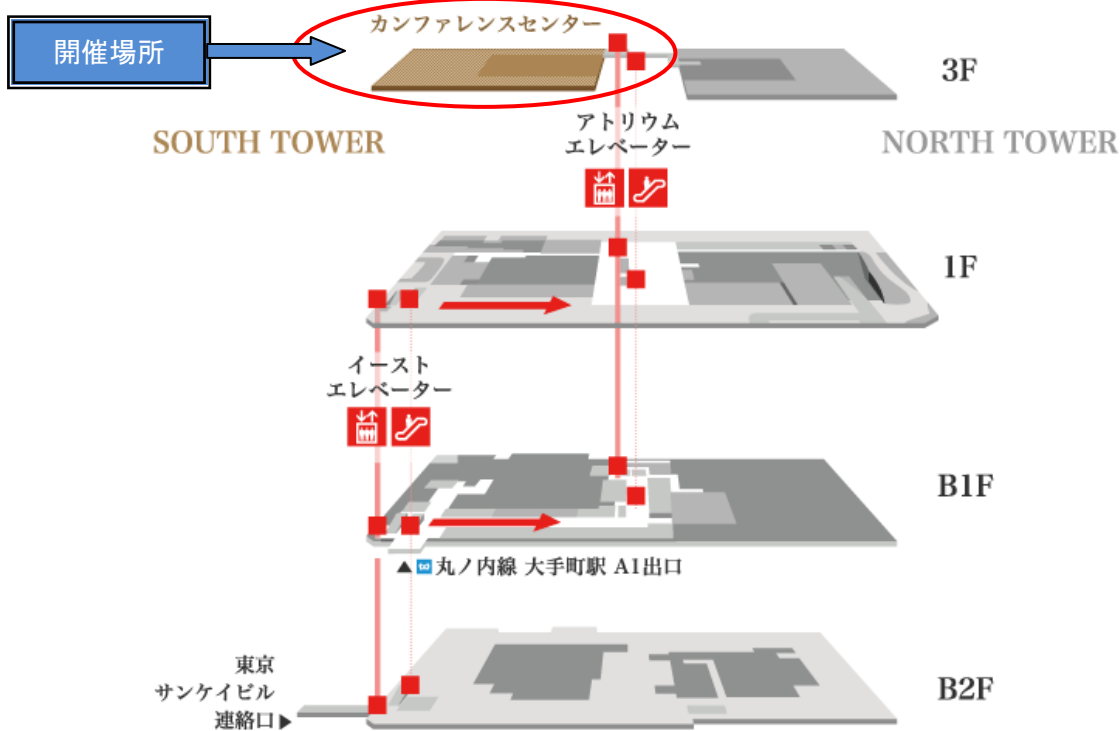 カンファレンスセンター
開催場所
3F
アトリウム
エレベーター
SOUTH TOWER
NORTH TOWER
1F
イースト
エレベーター
B1F
▲ 丸ノ内線 大手町駅 A1出口
東京
サンケイビル
連絡口▶
B2F